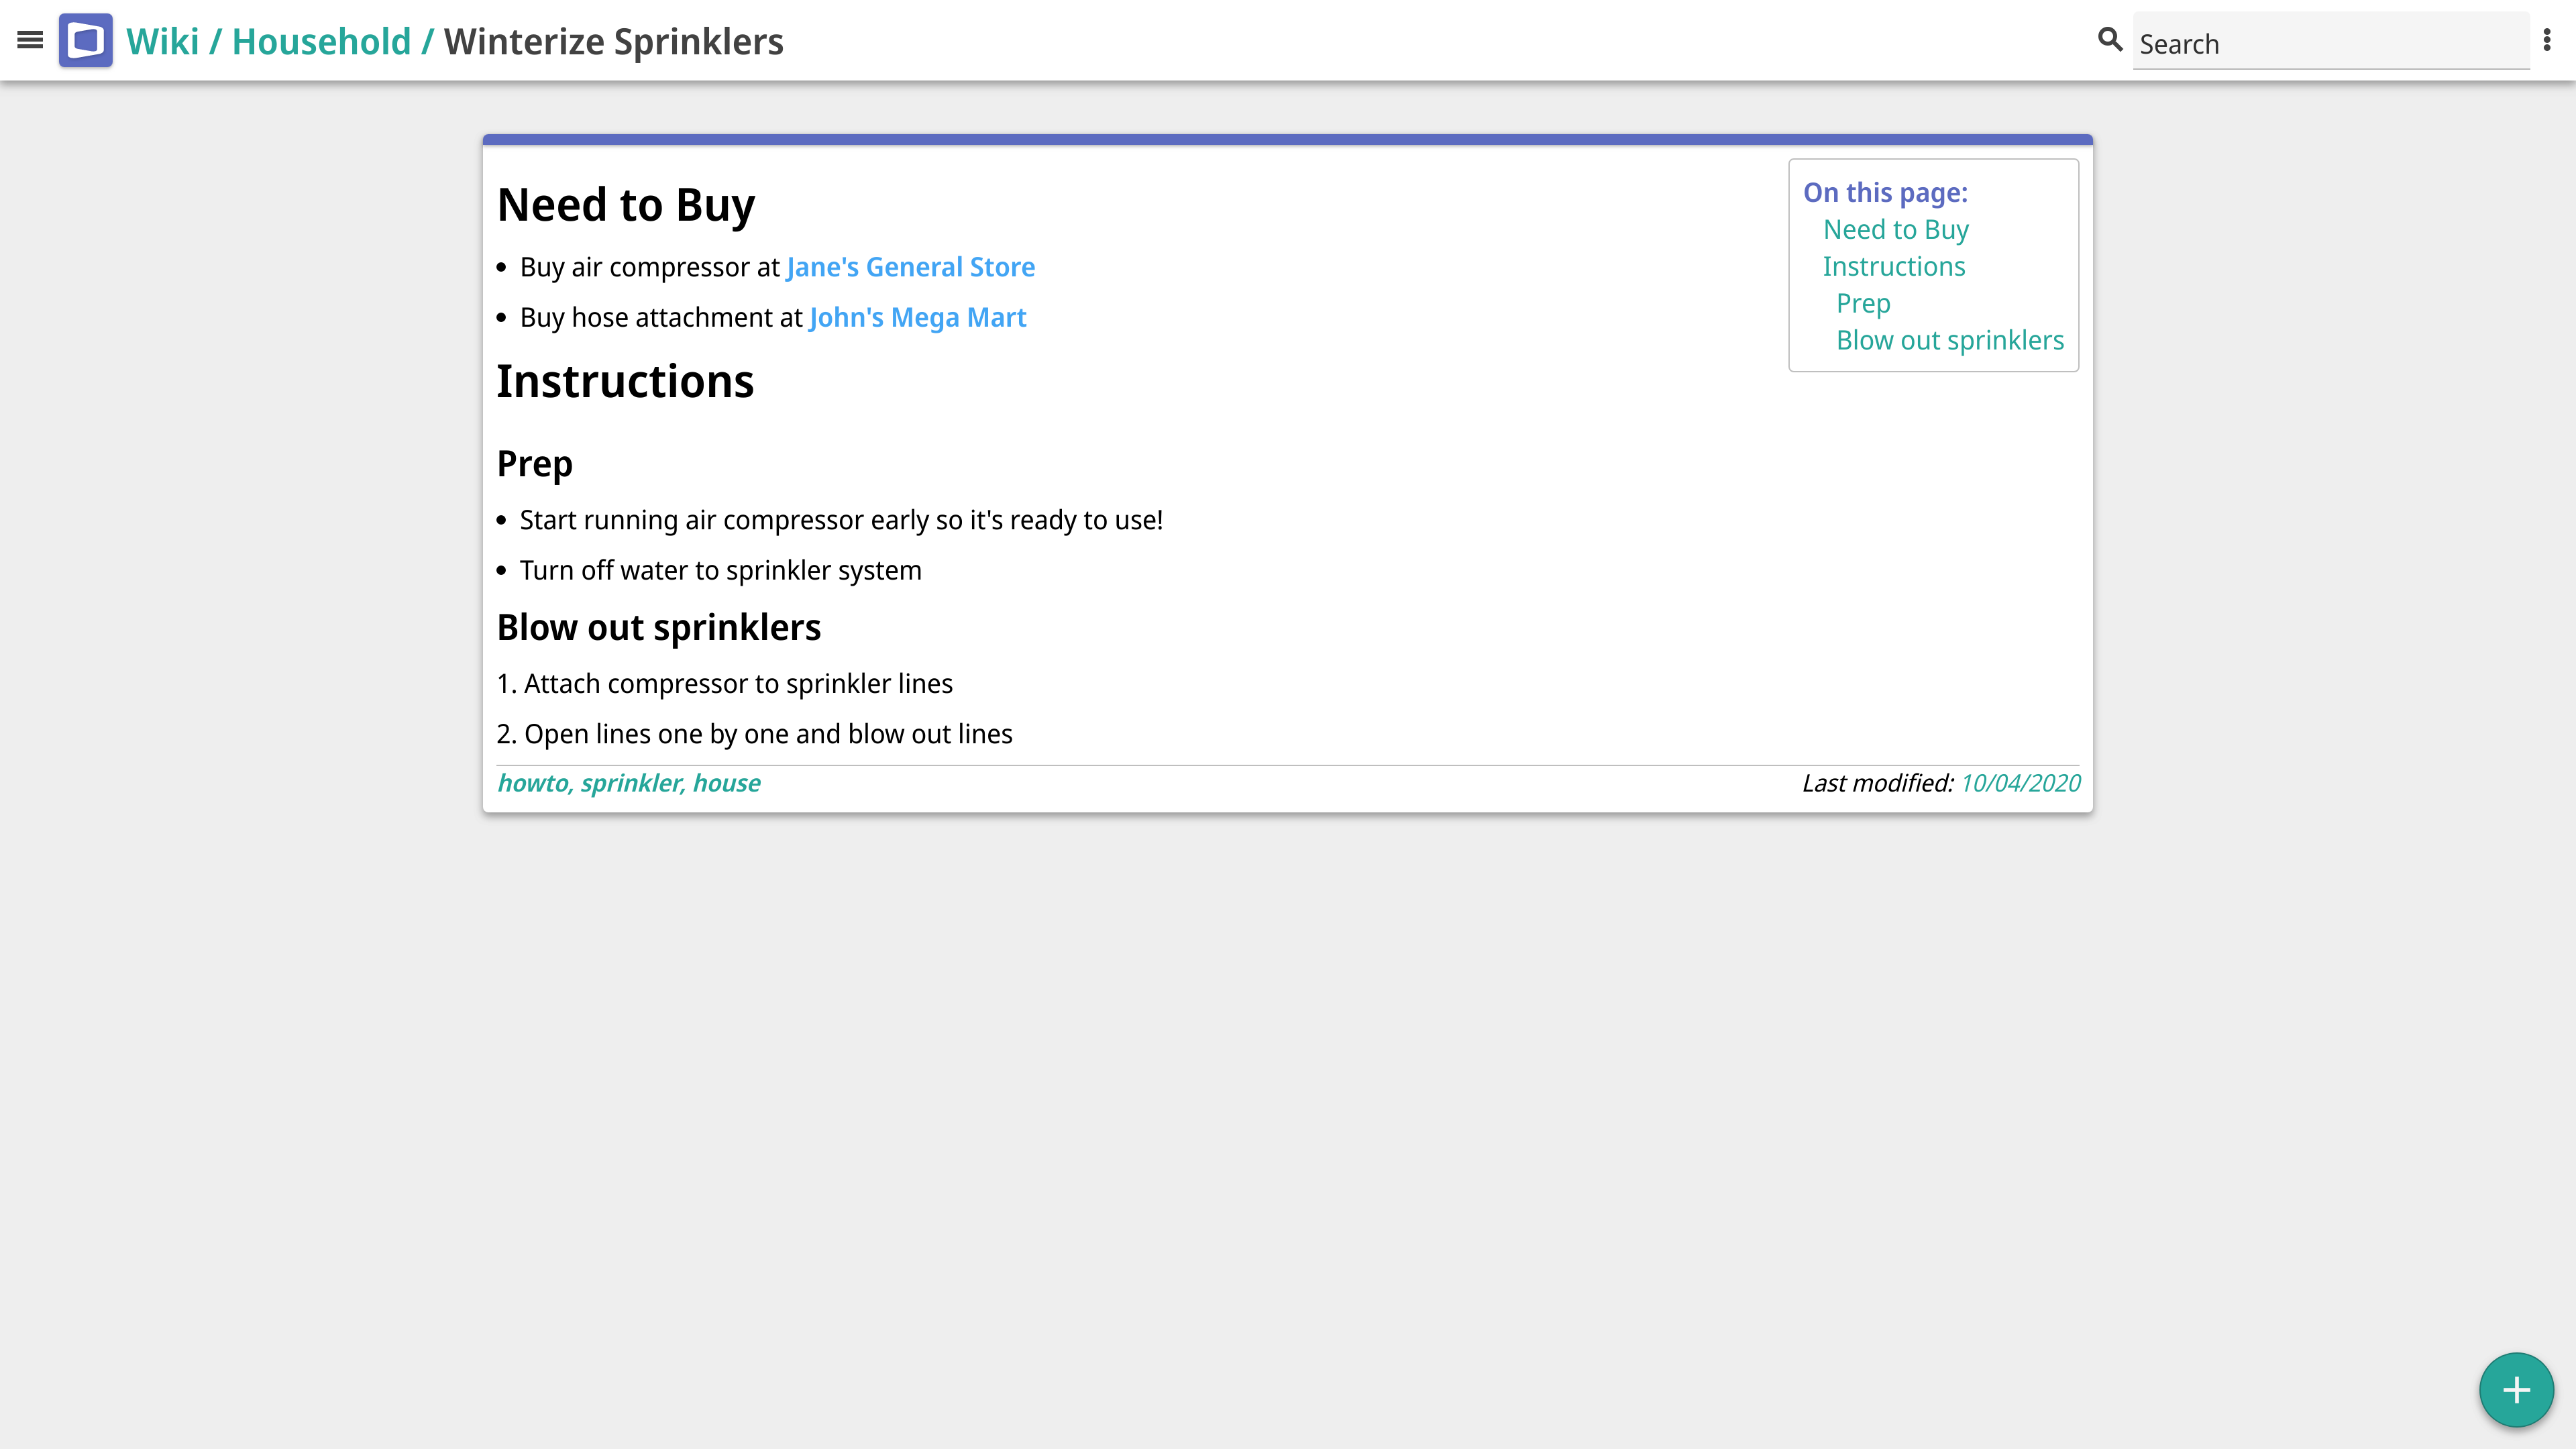 Wiki / Household / Winterize Sprinklers
Search
Need to Buy
• Buy air compressor at Jane's General Store
• Buy hose attachment at John's Mega Mart
On this page:
Need to Buy
Instructions
Prep
Blow out sprinklers
Instructions
Prep
• Start running air compressor early so it's ready to use!
• Turn off water to sprinkler system
Blow out sprinklers
1. Attach compressor to sprinkler lines
2. Open lines one by one and blow out lines
howto, sprinkler, house
Last modified: 10/04/2020